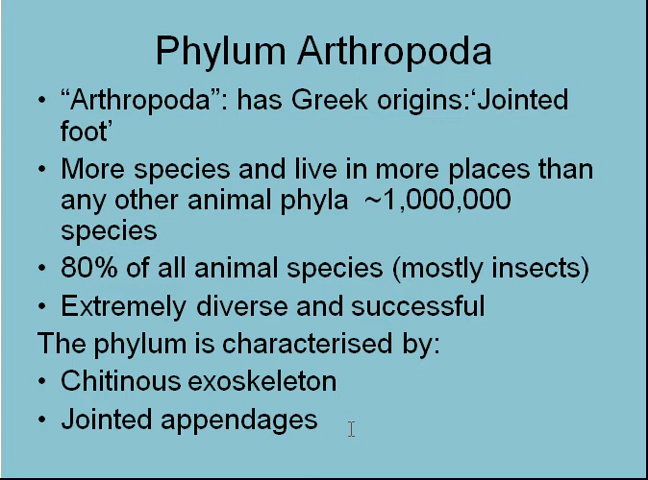 Phylum Arthropoda
• “Arthropoda”: has Greek origins:‘Jointed
foot’
• More species and live in more places than
any other animal phyla ~1,000,000
species
• 80% of all animal species (mostly insects)
• Extremely diverse and successful
The phylum is characterised by:
• Chitinous exoskeleton
• Jointed appendages